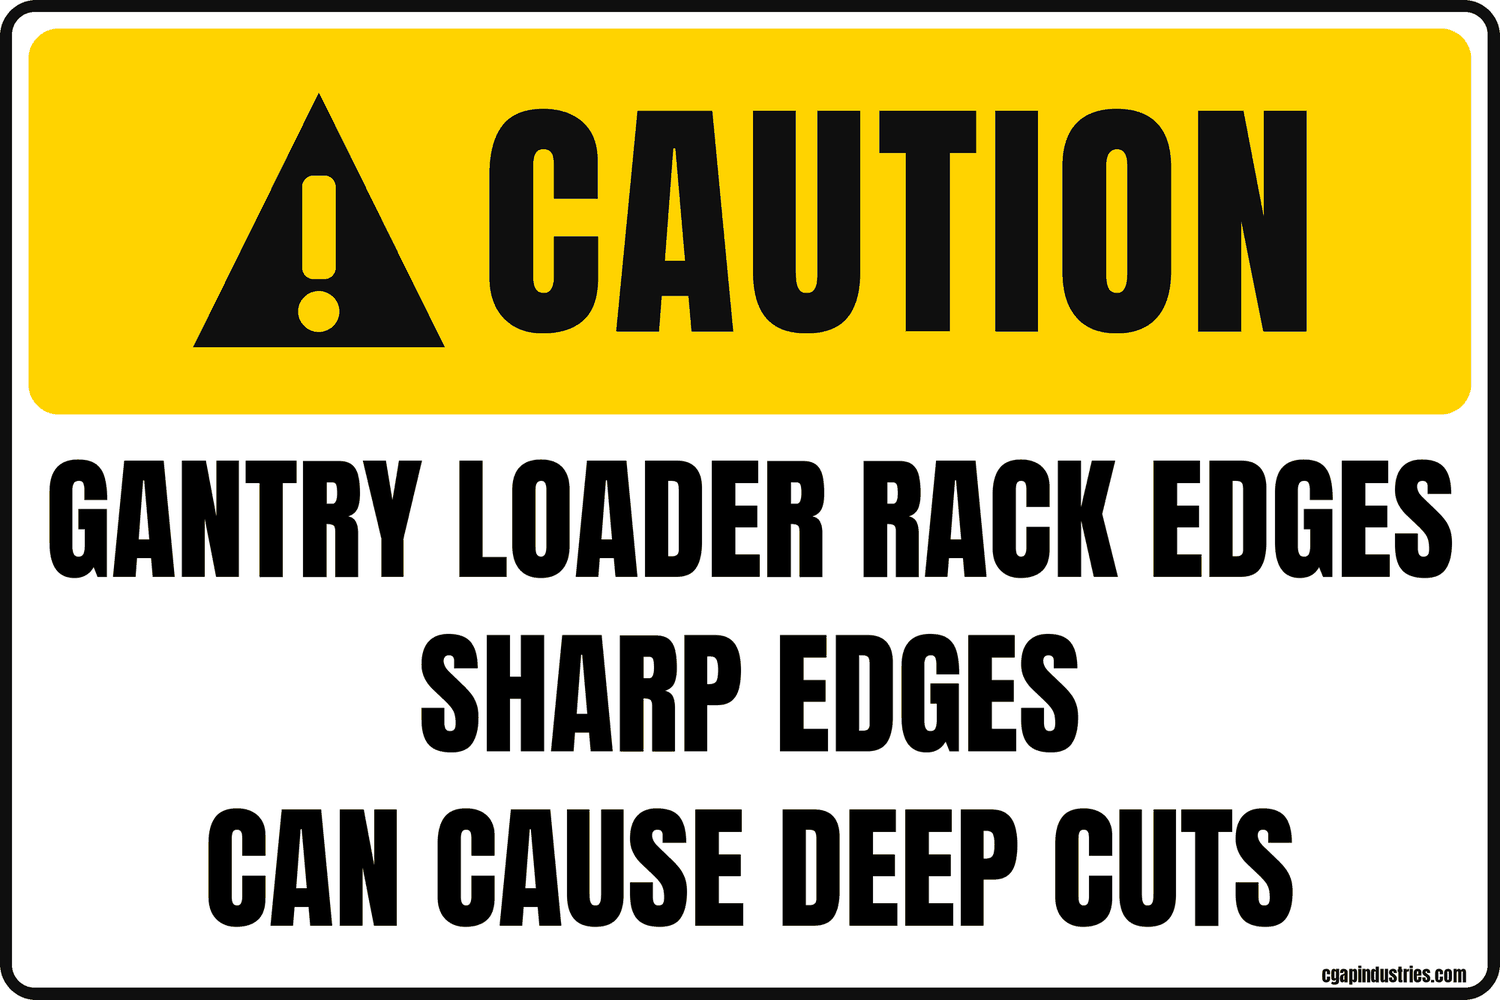 CAUTION
GANTRY LOADER RACK EDGES
SHARP EDGES
CAN CAUSE DEEP CUTS
cgapindustries.com